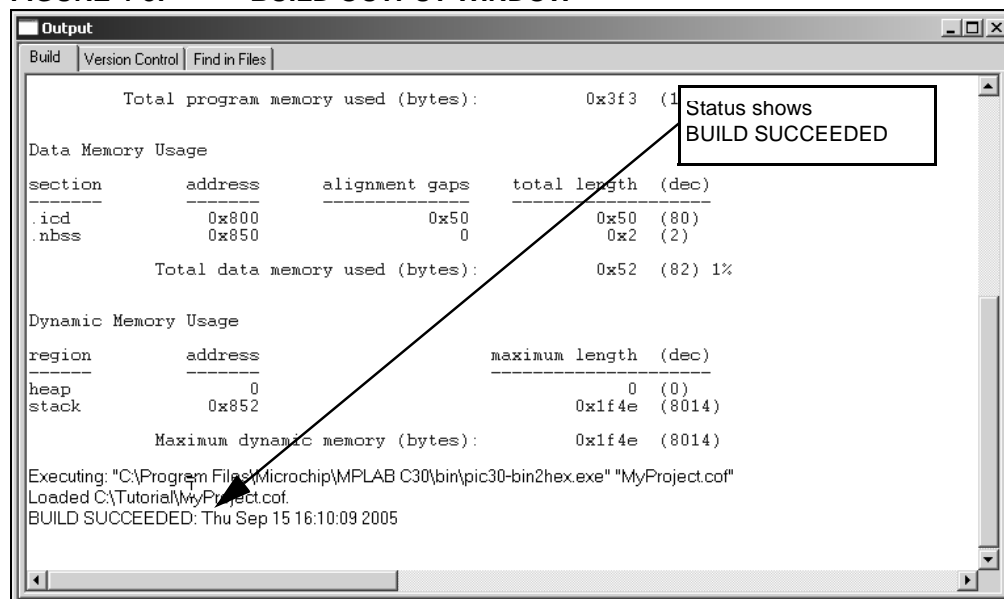 Output
Build Version Control Find in Files
Total program memory used (bytes): 0x3f3 (1
Status shows
BUILD SUCCEEDED
Data Memory Usage
section address alignment gaps total length (dec)
.icd 0x800 0x50 0x50 (80)
.nbss 0x850 0 0x2 (2)
Total data memory used (bytes): 0x52 (82) 1%
Dynamic Memory Usage
region address maximum length (dec)
heap 0 0 (0)
stack 0x852 0x1f4e (8014)
Maximum dynamic memory (bytes): 0x1f4e (8014)
Executing: "C:\Program Files\Microchip\MPLAB C30\bin\pic30-bin2hex.exe" "MyProject.cof"
Loaded C:\Tutorial\MyProject.cof.
BUILD SUCCEEDED: Thu Sep 15 16:10:09 2005